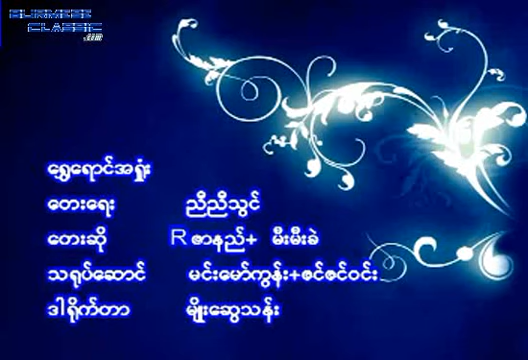 BURMESE
CLASSIC
.com
ရွှေရောင်အရှုံး
တေးရေး ညီညီသွင်
တေးဆို R ဇာနည်+ မီးမီးခဲ
သရုပ်ဆောင် မင်းမော်ကွန်း+ဇင်ဇင်ဝင်း
ဒါရိုက်တာ မျိုးဆွေသန်း